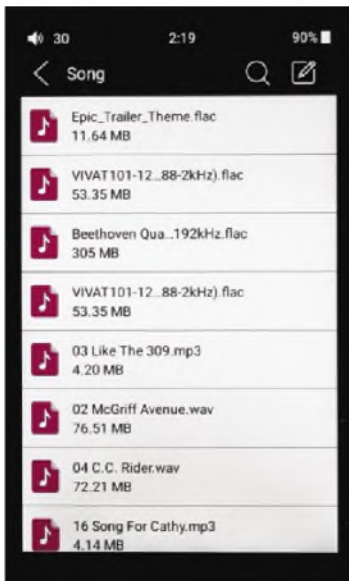 30 2:19 90%
Song
Epic_Trailer_Theme.flac
11.64 MB
VIVAT101-12...88-2kHz).flac
53.35 MB
Beethoven Qua...192kHz.flac
305 MB
VIVAT101-12...88-2kHz).flac
53.35 MB
03 Like The 309.mp3
4.20 MB
02 McGriff Avenue.wav
76.51 MB
04 C.C. Rider.wav
72.21 MB
16 Song For Cathy.mp3
4.14 MB